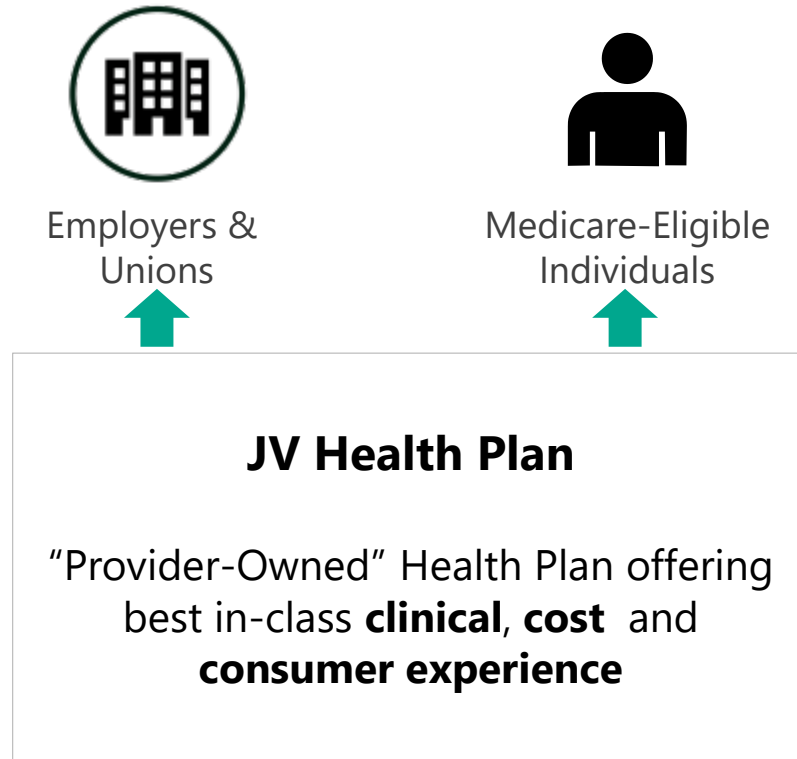 Employers &
Unions
Medicare-Eligible
Individuals
JV Health Plan
“Provider-Owned” Health Plan offering
best in-class clinical, cost and
consumer experience